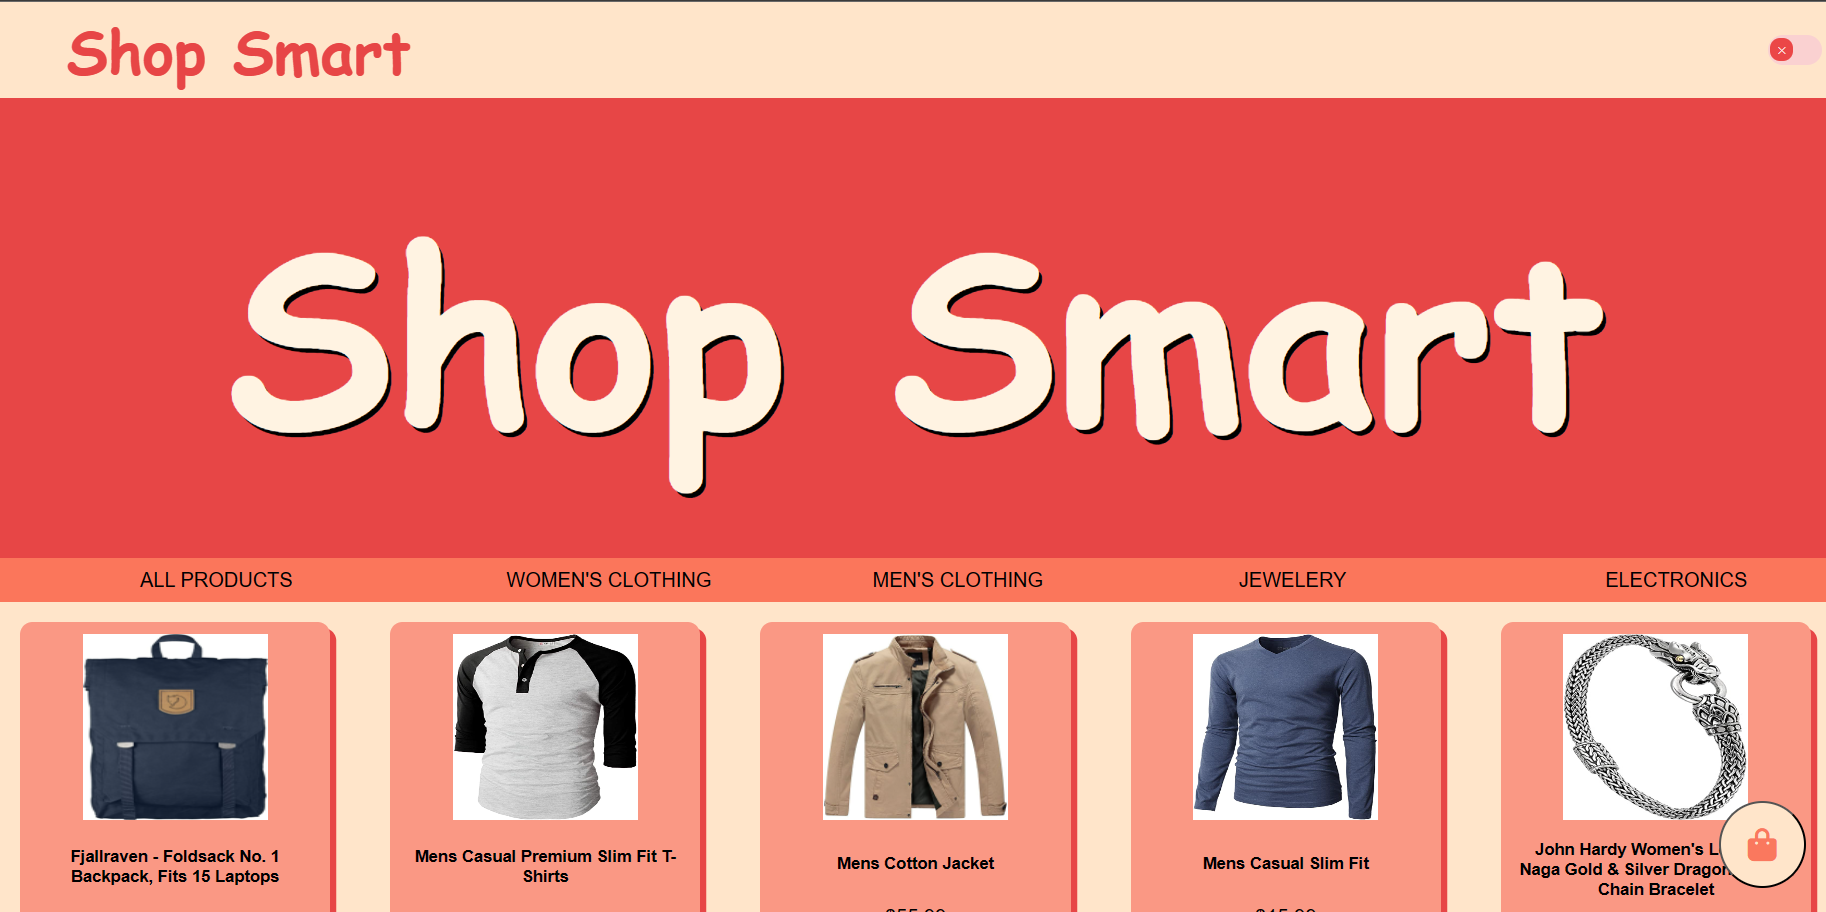 Shop Smart
Shop Smart
ALL PRODUCTS
WOMEN'S CLOTHING
MEN'S CLOTHING
JEWELERY
ELECTRONICS
Fjallraven - Foldsack No. 1
Backpack, Fits 15 Laptops
Mens Casual Premium Slim Fit T-
Shirts
Mens Cotton Jacket
Mens Casual Slim Fit
John Hardy Women's
Naga Gold & Silver Dragon
Chain Bracelet